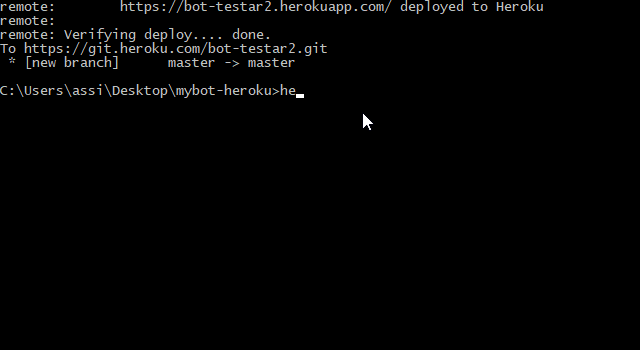 remote:        https://bot-testar2.herokuapp.com/ deployed to Heroku
remote:
remote: Verifying deploy.... done.
To https://git.heroku.com/bot-testar2.git
 * [new branch]      master -> master
C:\Users\assi\Desktop\mybot-heroku>he